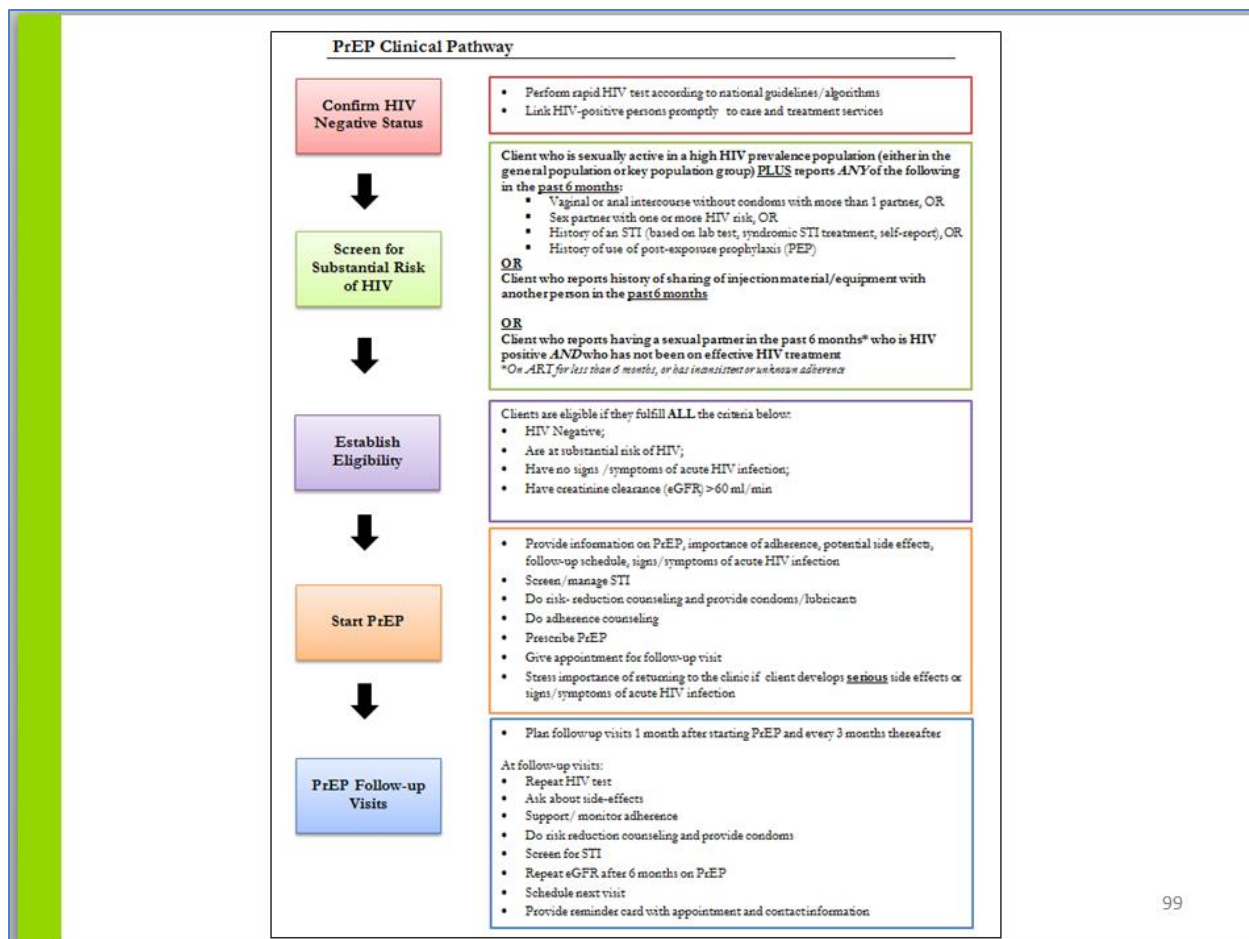 PrEP Clinical Pathway
Confirm HIV
Negative Status
• Perform rapid HIV test according to national guidelines/algorithms
• Link HIV-positive persons promptly to care and treatment services
Screen for
Substantial Risk
of HIV
Client who is sexually active in a high HIV prevalence population (either in the
general population or key population group) PLUS reports ANY of the following
in the past 6 months:
▪ Vaginal or anal intercourse without condoms with more than 1 partner, OR
▪ Sex partner with one or more HIV risk, OR
▪ History of an STI (based on lab test, syndromic STI treatment, self-report), OR
▪ History of use of post-exposure prophylaxis (PEP)
OR
Client who reports history of sharing of injection material/equipment with
another person in the past 6 months
OR
Client who reports having a sexual partner in the past 6 months* who is HIV
positive AND who has not been on effective HIV treatment
*On ART for less than 6 months, or has inconsistent or unknown adherence
Establish
Eligibility
Clients are eligible if they fulfill ALL the criteria below:
• HIV Negative;
• Are at substantial risk of HIV;
• Have no signs /symptoms of acute HIV infection;
• Have creatinine clearance (eGFR) >60 ml/min
Start PrEP
• Provide information on PrEP, importance of adherence, potential side effects,
follow-up schedule, signs/symptoms of acute HIV infection
• Screen/manage STI
• Do risk- reduction counseling and provide condoms/lubricants
• Do adherence counseling
• Prescribe PrEP
• Give appointment for follow-up visit
• Stress importance of returning to the clinic if client develops serious side effects or
signs/symptoms of acute HIV infection
PrEP Follow-up
Visits
• Plan follow up visits 1 month after starting PrEP and every 3 months thereafter
At follow-up visits:
• Repeat HIV test
• Ask about side-effects
• Support/ monitor adherence
• Do risk reduction counseling and provide condoms
• Screen for STI
• Repeat eGFR after 6 months on PrEP
• Schedule next visit
• Provide reminder card with appointment and contact information
99